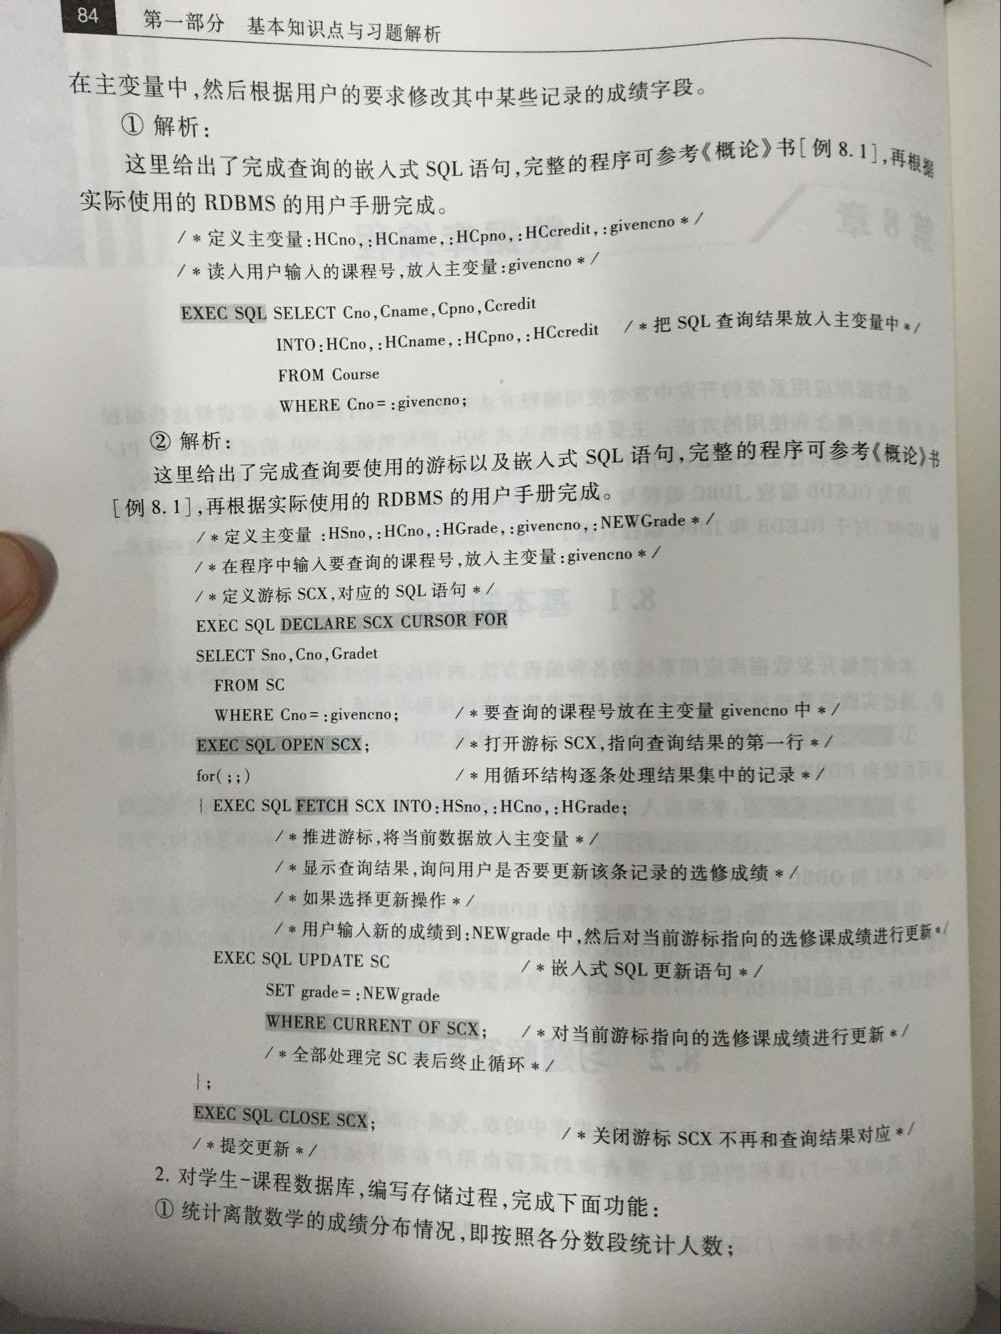 84 第一部分 基本知识点与习题解析
在主变量中,然后根据用户的要求修改其中某些记录的成绩字段。
① 解析:
这里给出了完成查询的嵌入式 SQL 语句,完整的程序可参考《概论》书[例 8.1],再根据
实际使用的 RDBMS 的用户手册完成。
/*定义主变量:HCno,:HCname,:HCpno,:HCcredit,:givencno */
/*读入用户输入的课程号,放入主变量:givencno */
EXEC SQL SELECT Cno,Cname,Cpno,Ccredit
INTO:HCno,:HCname,:HCpno,:HCcredit /*把 SQL 查询结果放入主变量中*/
FROM Course
WHERE Cno=:givencno;
② 解析:
这里给出了完成查询要使用的游标以及嵌入式 SQL 语句,完整的程序可参考《概论》书
[例 8.1],再根据实际使用的 RDBMS 的用户手册完成。
/*定义主变量 :HSno,:HCno,:HGrade,:givencno,:NEWGrade */
/*在程序中输入要查询的课程号,放入主变量:givencno */
/*定义游标 SCX,对应的 SQL 语句 */
EXEC SQL DECLARE SCX CURSOR FOR
SELECT Sno,Cno,Gradet
FROM SC
WHERE Cno=:givencno; /*要查询的课程号放在主变量 givencno 中 */
EXEC SQL OPEN SCX; /*打开游标 SCX,指向查询结果的第一行 */
for(;;) /*用循环结构逐条处理结果集中的记录 */
{ EXEC SQL FETCH SCX INTO:HSno,:HCno,:HGrade;
/*推进游标,将当前数据放入主变量 */
/*显示查询结果,询问用户是否要更新该条记录的选修成绩 */
/*如果选择更新操作 */
/*用户输入新的成绩到:NEWgrade 中,然后对当前游标指向的选修课成绩进行更新*/
EXEC SQL UPDATE SC /*嵌入式 SQL 更新语句 */
SET grade=:NEWgrade
WHERE CURRENT OF SCX; /*对当前游标指向的选修课成绩进行更新 */
/*全部处理完 SC 表后终止循环 */
};
EXEC SQL CLOSE SCX; /*关闭游标 SCX 不再和查询结果对应 */
/*提交更新 */
2. 对学生-课程数据库,编写存储过程,完成下面功能:
① 统计离散数学的成绩分布情况,即按照各分数段统计人数;